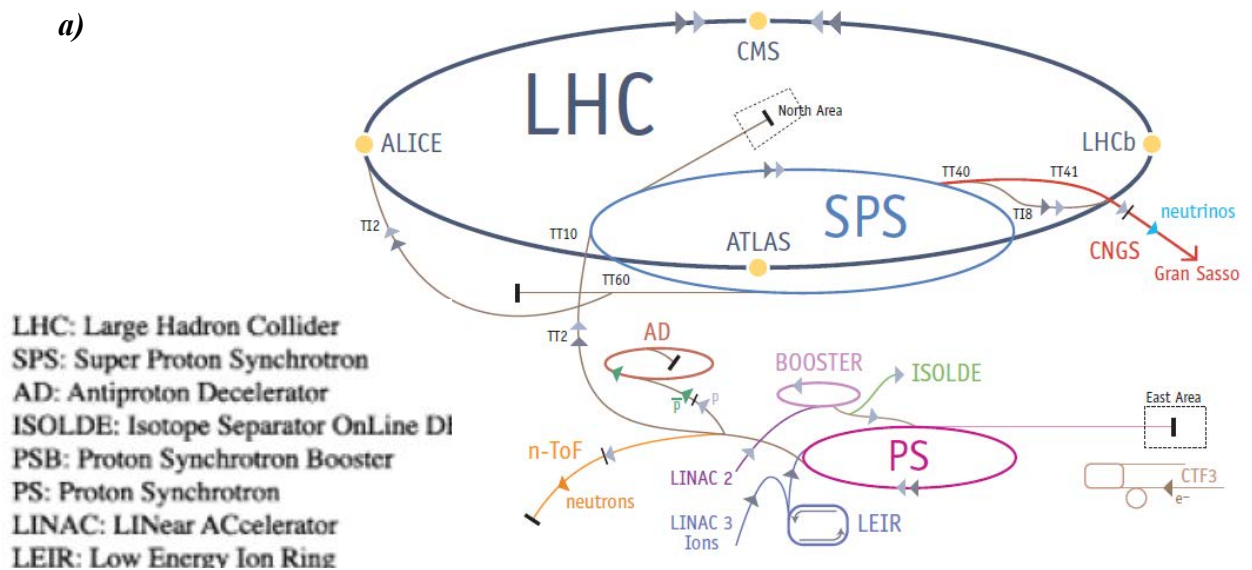 a)
CMS
LHC
North Area
ALICE
LHCb
TT40
TT41
SPS
TI8
neutrinos
TI2
TT10
ATLAS
CNGS
Gran Sasso
TT60
LHC: Large Hadron Collider
SPS: Super Proton Synchrotron
AD: Antiproton Decelerator
ISOLDE: Isotope Separator OnLine DI
PSB: Proton Synchrotron Booster
PS: Proton Synchrotron
LINAC: LINear ACcelerator
LEIR: Low Energy Ion Ring
TT2
AD
BOOSTER
ISOLDE
p̅
p
East Area
n-ToF
neutrons
LINAC 2
PS
CTF3
e⁻
LINAC 3
Ions
LEIR